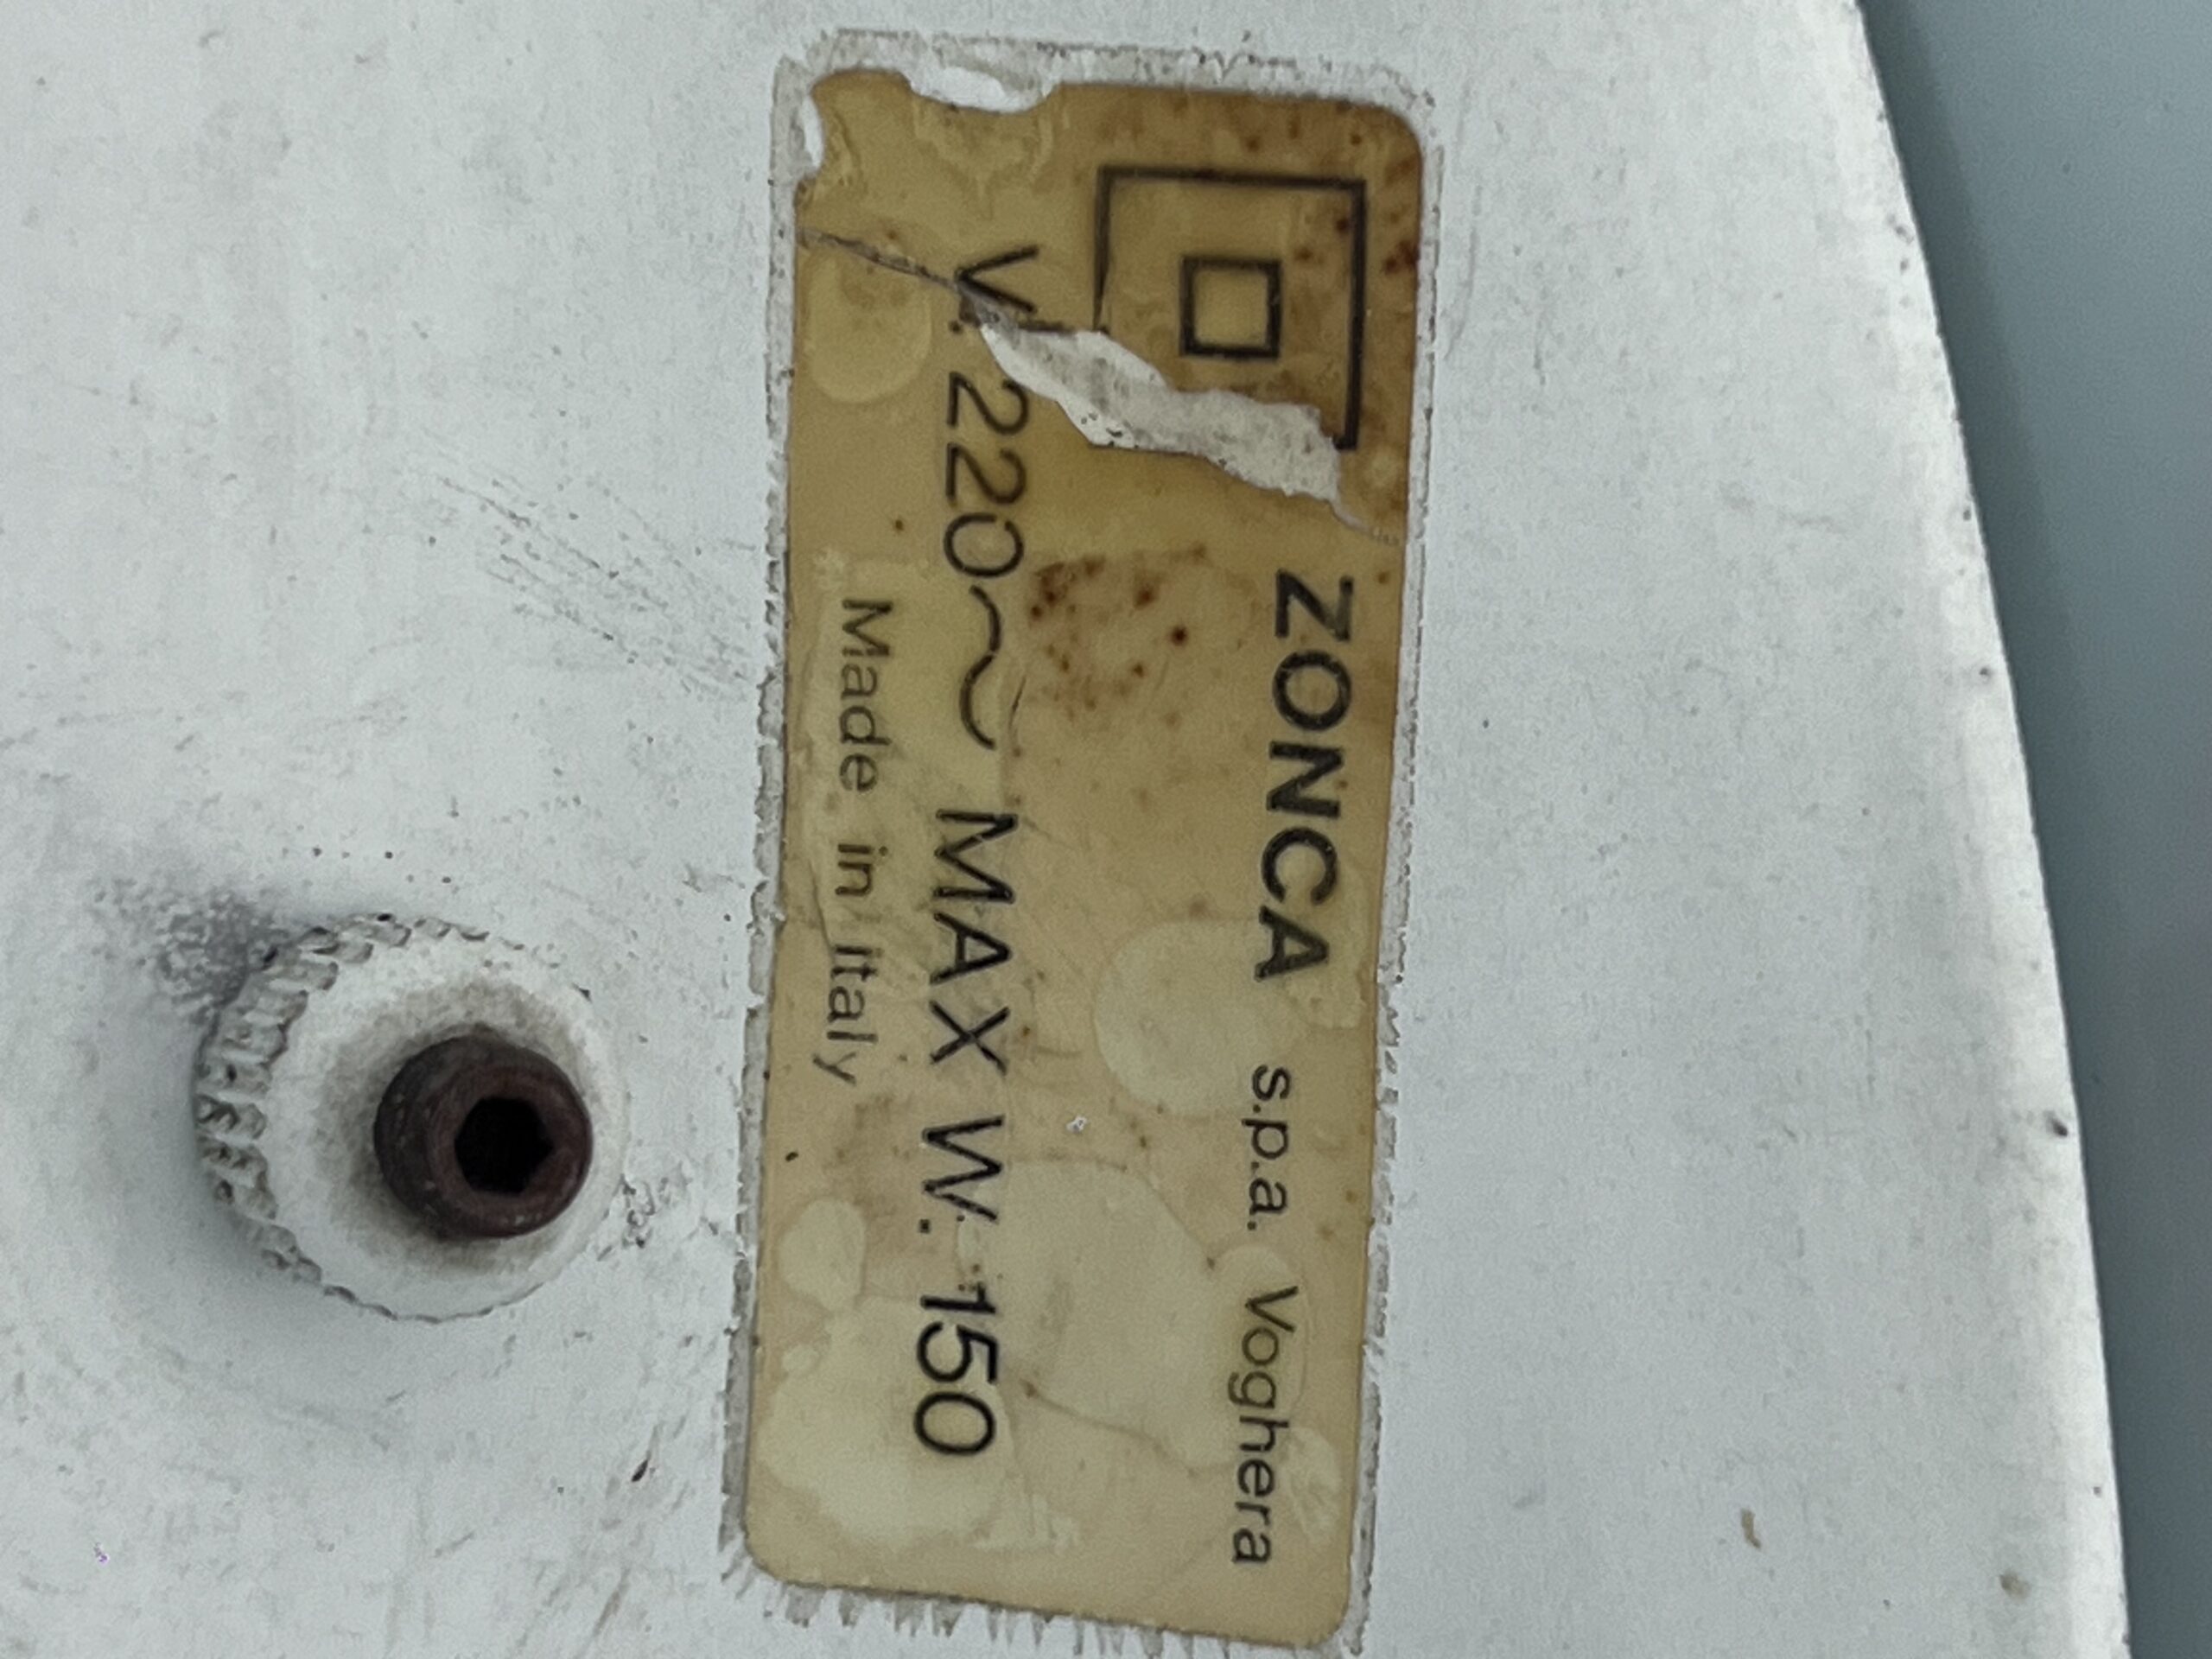 ZONCA s.p.a. Voghera
V. 220~ MAX W. 150
Made in Italy